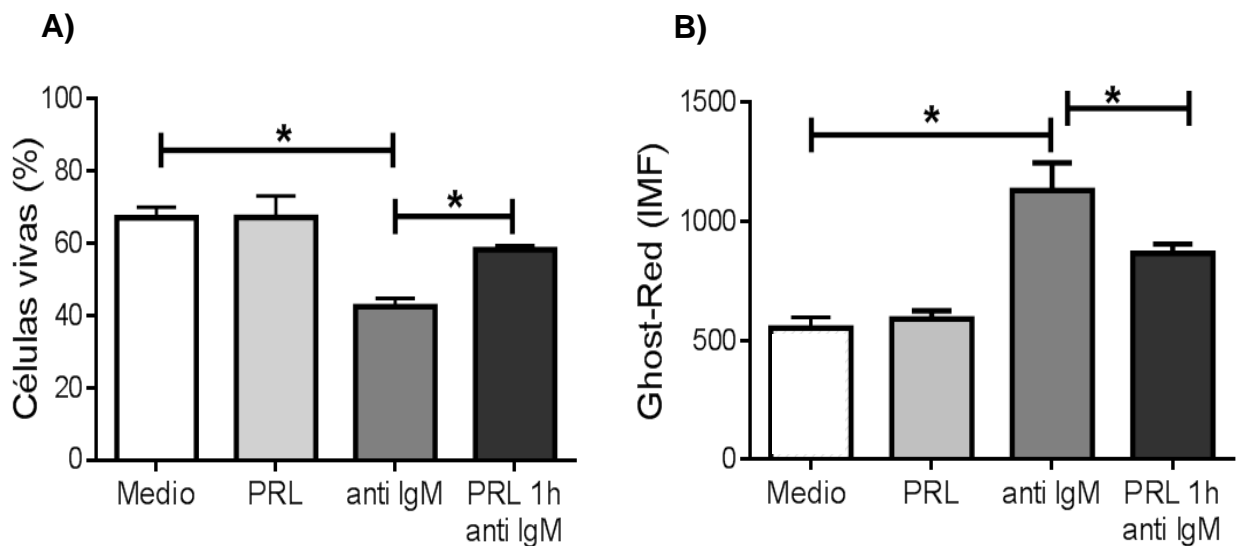 A)
Células vivas (%)
100
80
60
40
20
0
*
*
Medio
PRL
anti IgM
PRL 1h
anti IgM
B)
Ghost-Red (IMF)
1500
1000
500
0
*
*
Medio
PRL
anti IgM
PRL 1h
anti IgM